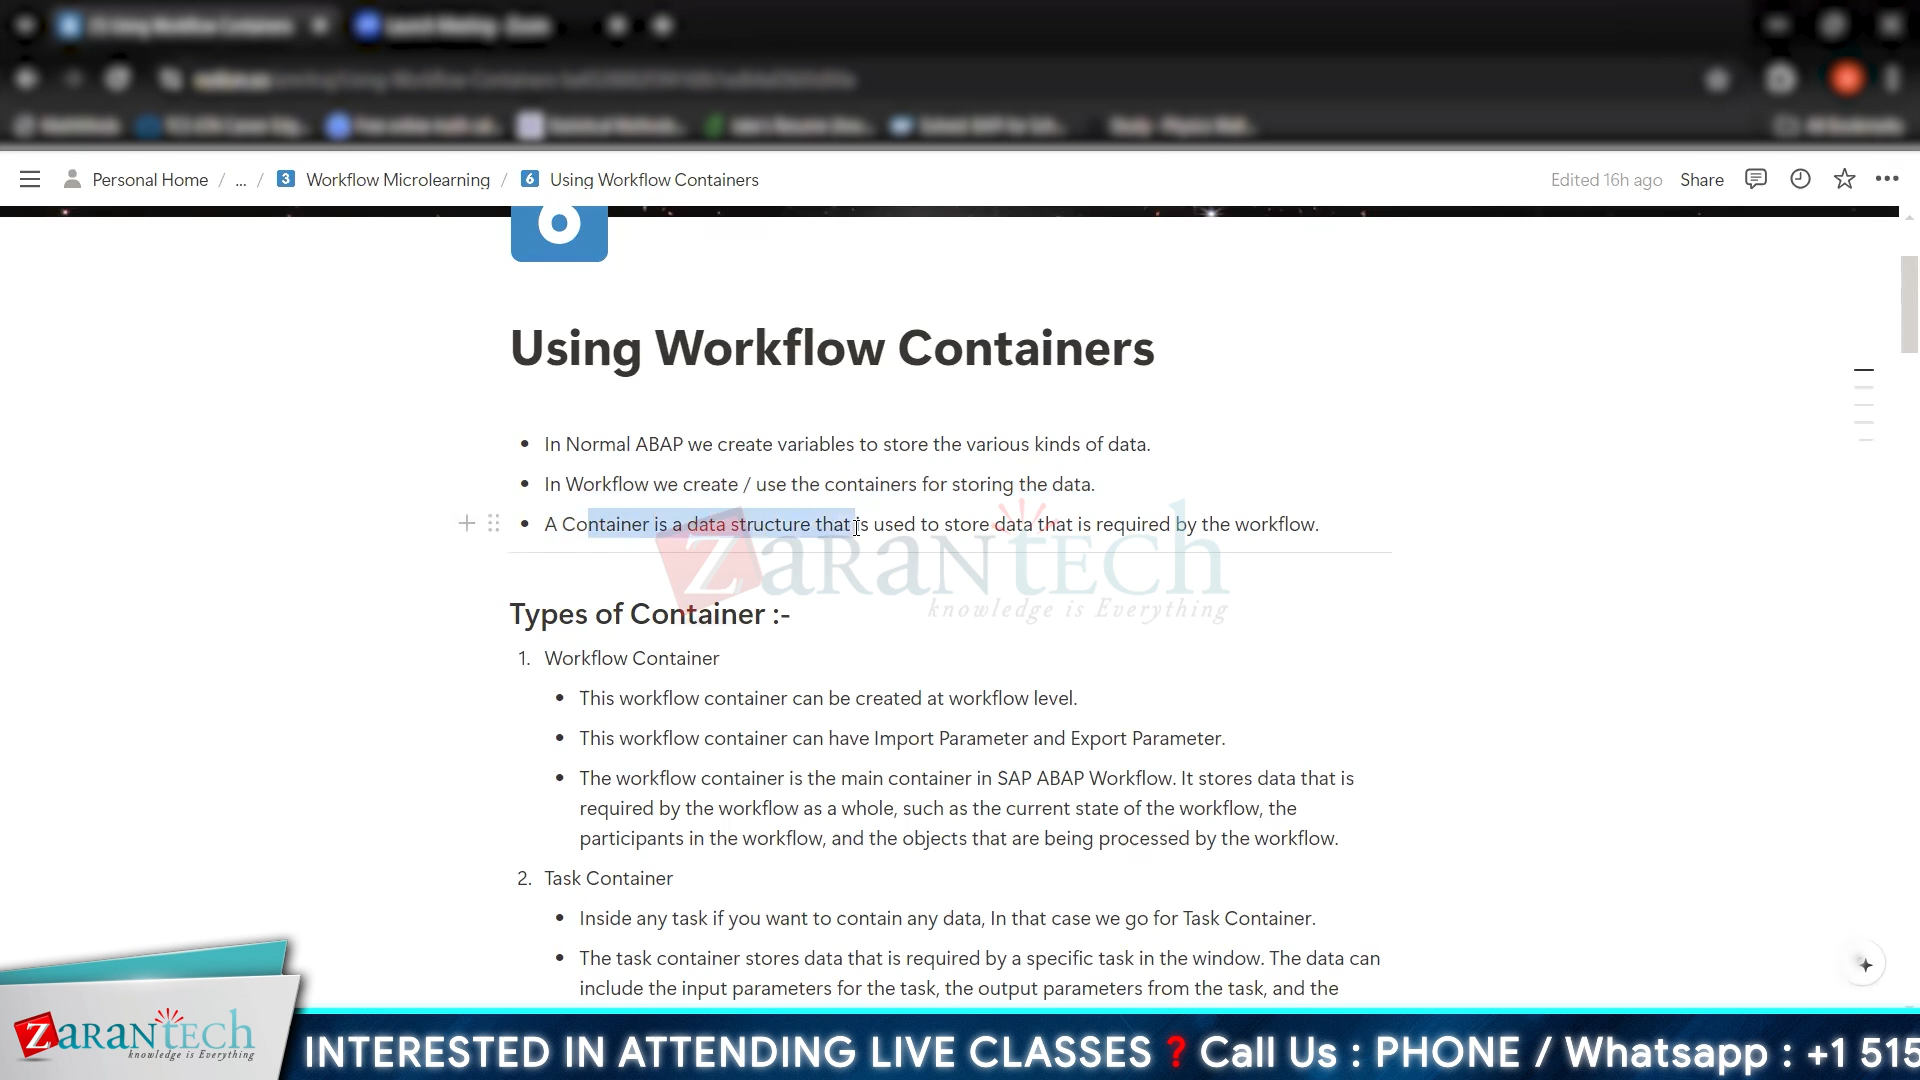 Personal Home / ... / 3 Workflow Microlearning / 6 Using Workflow Containers
Edited 16h ago Share
6
Using Workflow Containers
• In Normal ABAP we create variables to store the various kinds of data.
• In Workflow we create / use the containers for storing the data.
• A Container is a data structure that is used to store data that is required by the workflow.
ZARANTECH
knowledge is Everything
Types of Container :-
1. Workflow Container
• This workflow container can be created at workflow level.
• This workflow container can have Import Parameter and Export Parameter.
• The workflow container is the main container in SAP ABAP Workflow. It stores data that is
required by the workflow as a whole, such as the current state of the workflow, the
participants in the workflow, and the objects that are being processed by the workflow.
2. Task Container
• Inside any task if you want to contain any data, In that case we go for Task Container.
• The task container stores data that is required by a specific task in the window. The data can
include the input parameters for the task, the output parameters from the task, and the
ZARANTECH
knowledge is Everything
INTERESTED IN ATTENDING LIVE CLASSES ? Call Us : PHONE / Whatsapp : +1 515